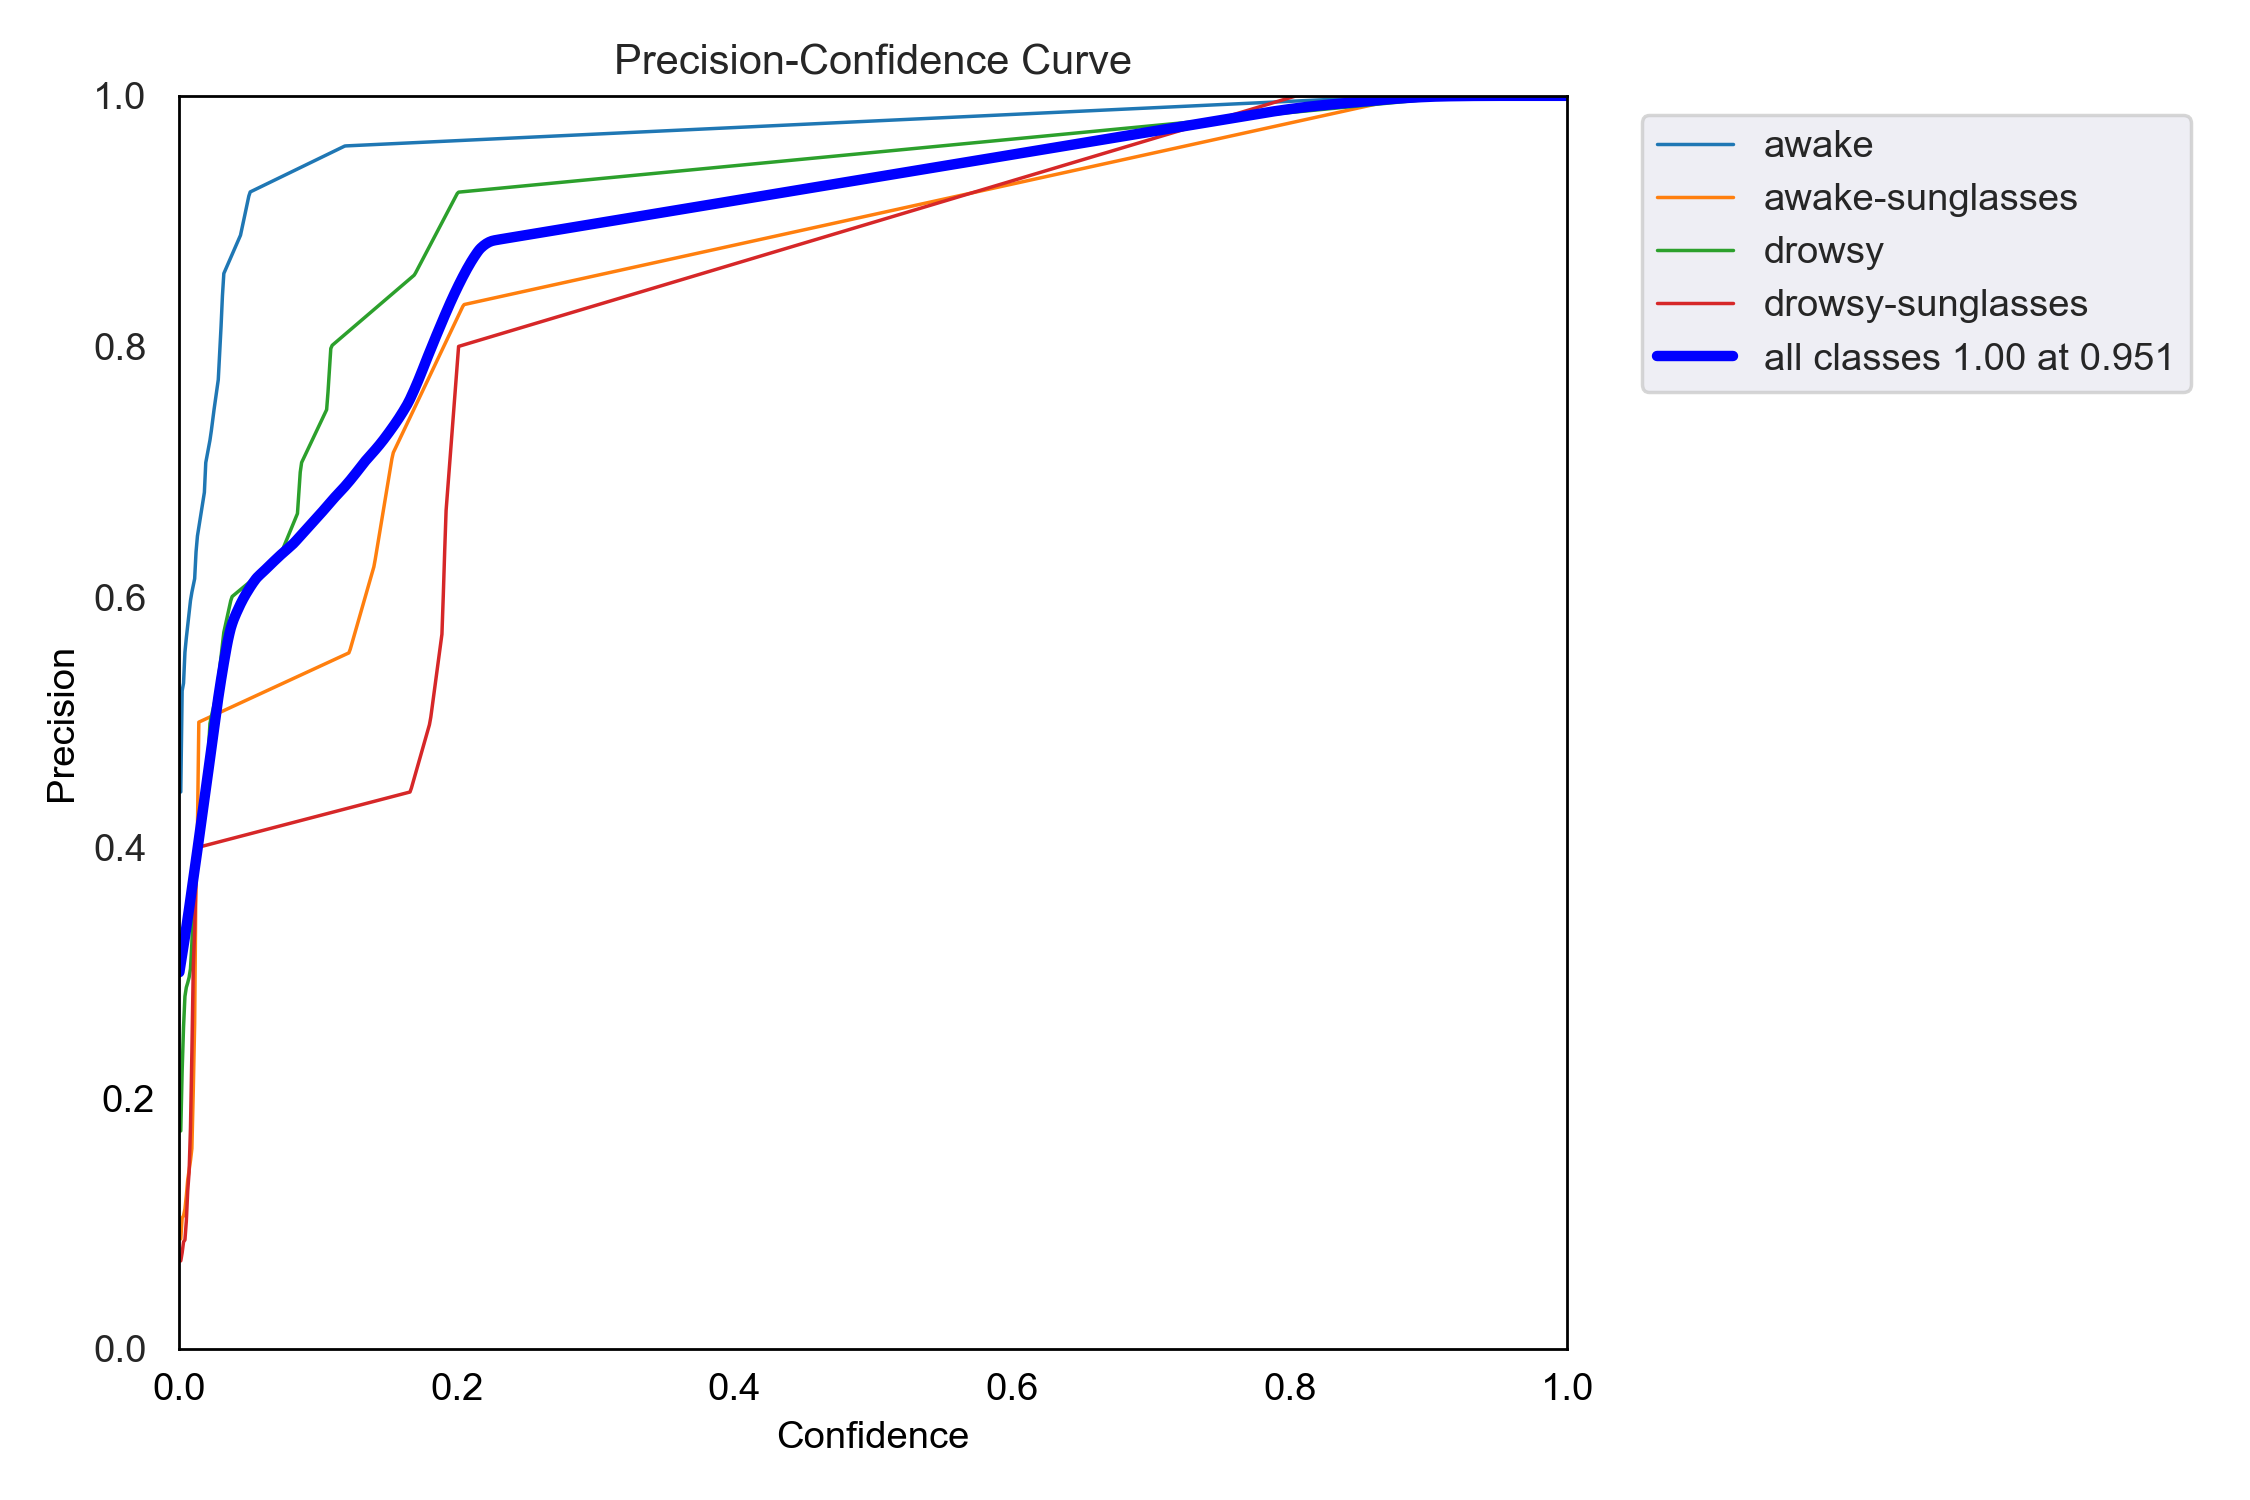 Precision-Confidence Curve
1.0
0.8
0.6
0.4
0.2
0.0
Precision
0.0 0.2 0.4 0.6 0.8 1.0
Confidence
awake
awake-sunglasses
drowsy
drowsy-sunglasses
all classes 1.00 at 0.951